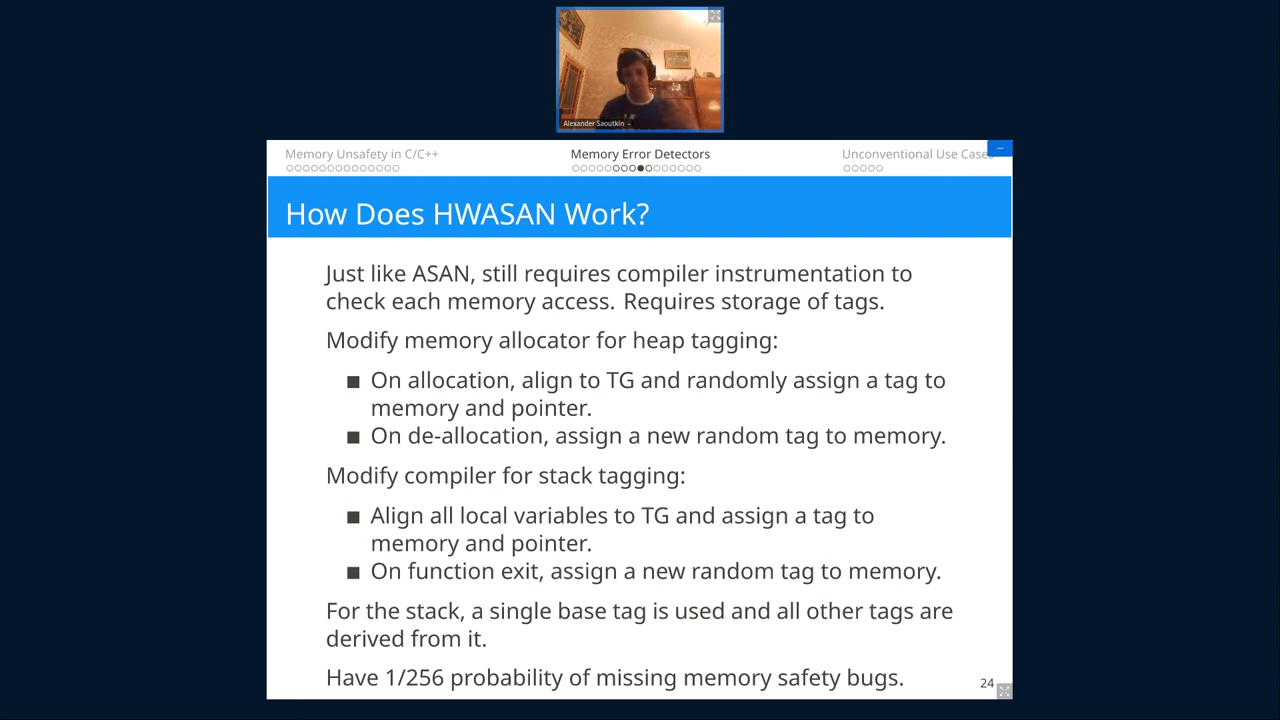 Alexander Saoutkin
Memory Unsafety in C/C++
Memory Error Detectors
Unconventional Use Cases
How Does HWASAN Work?
Just like ASAN, still requires compiler instrumentation to
check each memory access. Requires storage of tags.
Modify memory allocator for heap tagging:
On allocation, align to TG and randomly assign a tag to
memory and pointer.
On de-allocation, assign a new random tag to memory.
Modify compiler for stack tagging:
Align all local variables to TG and assign a tag to
memory and pointer.
On function exit, assign a new random tag to memory.
For the stack, a single base tag is used and all other tags are
derived from it.
Have 1/256 probability of missing memory safety bugs.
24